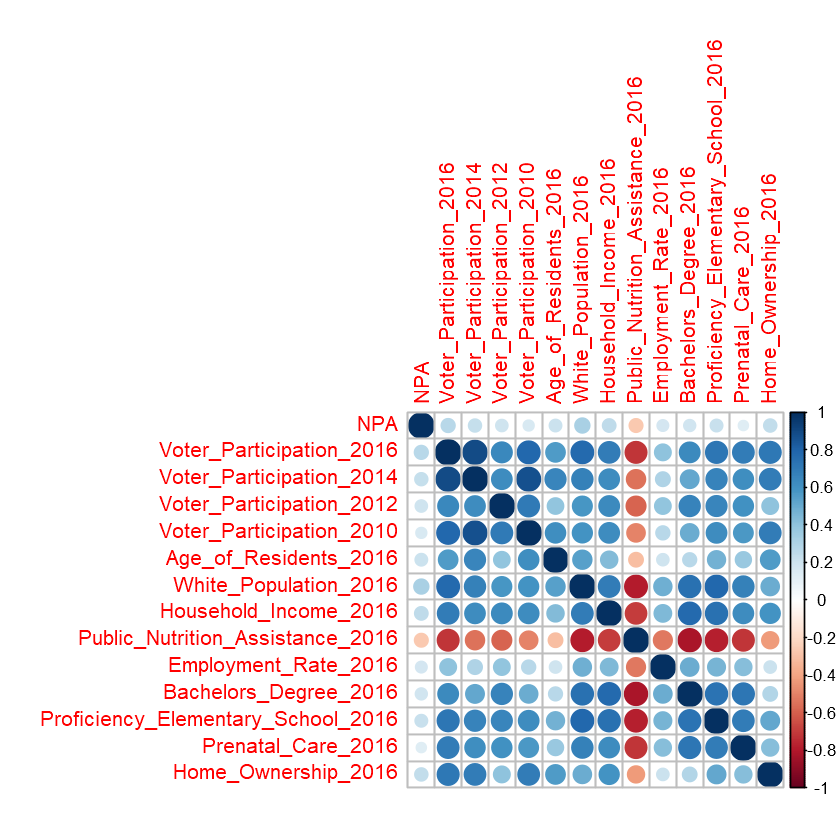 NPA
Voter_Participation_2016
Voter_Participation_2014
Voter_Participation_2012
Voter_Participation_2010
Age_of_Residents_2016
White_Population_2016
Household_Income_2016
Public_Nutrition_Assistance_2016
Employment_Rate_2016
Bachelors_Degree_2016
Proficiency_Elementary_School_2016
Prenatal_Care_2016
Home_Ownership_2016
NPA
Voter_Participation_2016
Voter_Participation_2014
Voter_Participation_2012
Voter_Participation_2010
Age_of_Residents_2016
White_Population_2016
Household_Income_2016
Public_Nutrition_Assistance_2016
Employment_Rate_2016
Bachelors_Degree_2016
Proficiency_Elementary_School_2016
Prenatal_Care_2016
Home_Ownership_2016
1
0.8
0.6
0.4
0.2
0
-0.2
-0.4
-0.6
-0.8
-1